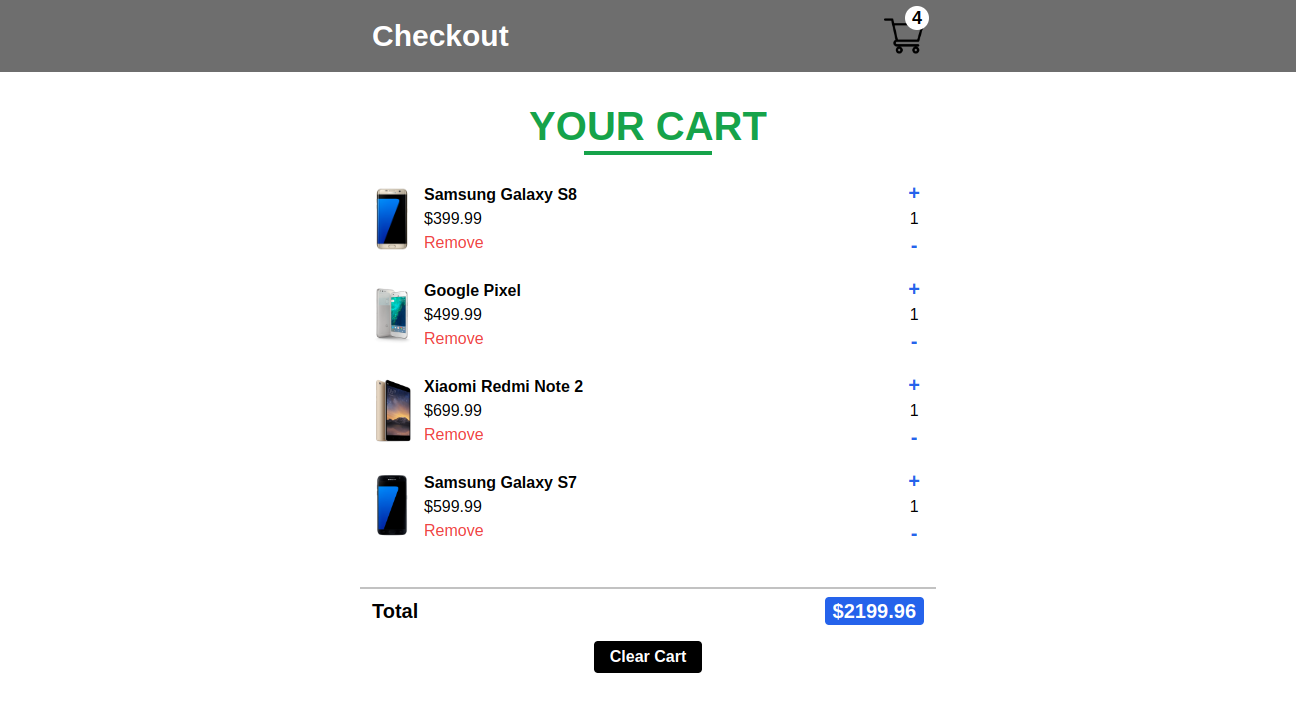 Checkout
4
YOUR CART
Samsung Galaxy S8
$399.99
Remove
+
1
-
Google Pixel
$499.99
Remove
+
1
-
Xiaomi Redmi Note 2
$699.99
Remove
+
1
-
Samsung Galaxy S7
$599.99
Remove
+
1
-
Total
$2199.96
Clear Cart